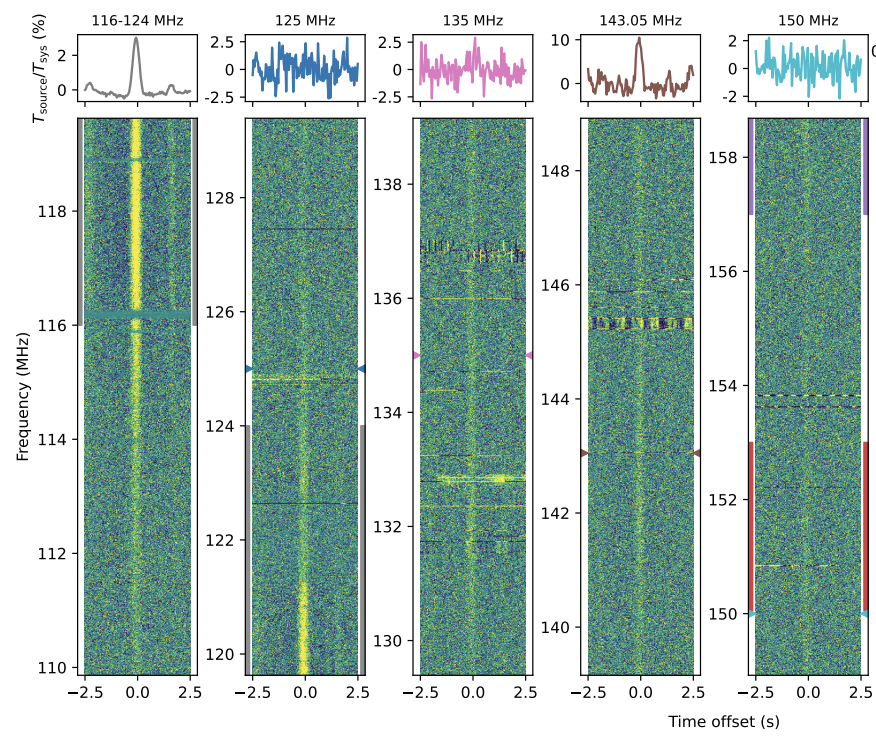 116-124 MHz 125 MHz 135 MHz 143.05 MHz 150 MHz
T_source/T_sys (%)
2 2.5 2.5 10 2
0 0.0 0.0 0 0
-2.5 -2.5 -2
0
118 128 138 148 158
116 126 136 146 156
114 124 134 144 154
112 122 132 142 152
110 120 130 140 150
Frequency (MHz)
−2.5 0.0 2.5 −2.5 0.0 2.5 −2.5 0.0 2.5 −2.5 0.0 2.5 −2.5 0.0 2.5
Time offset (s)